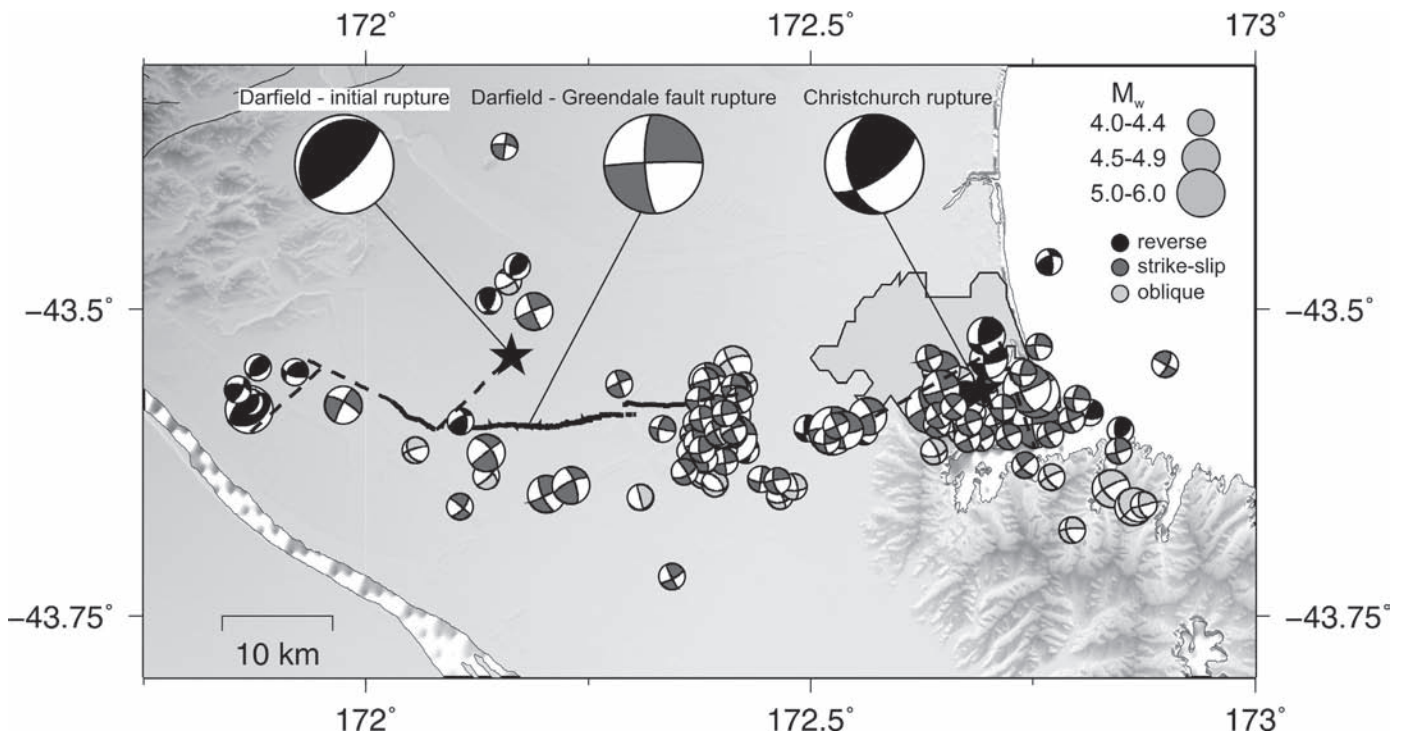 172° 172.5° 173°
Darfield - initial rupture Darfield - Greendale fault rupture Christchurch rupture
Mw
4.0-4.4
4.5-4.9
5.0-6.0
reverse
strike-slip
oblique
−43.5° −43.5°
−43.75° −43.75°
10 km
172° 172.5° 173°